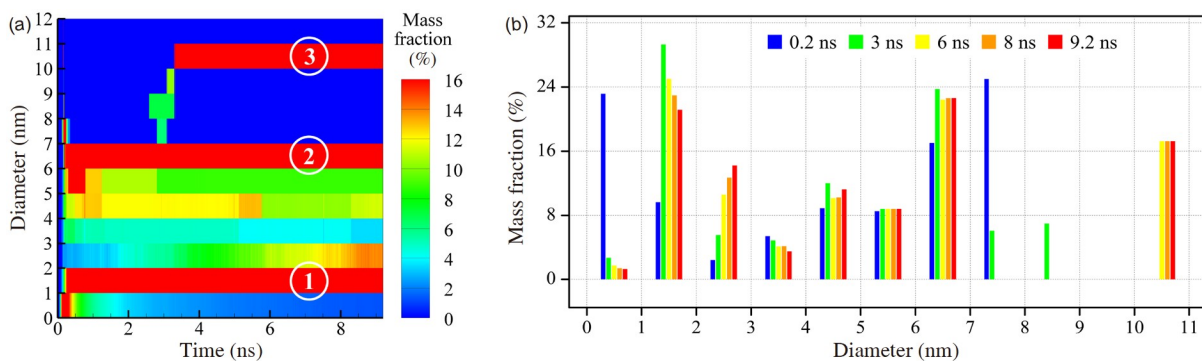 (a)
Diameter (nm)
12
11
10
9
8
7
6
5
4
3
2
1
0
3
2
1
0 2 4 6 8
Time (ns)
Mass
fraction
(%)
16
14
12
10
8
6
4
2
0
(b)
Mass fraction (%)
32
24
16
8
0
0.2 ns 3 ns 6 ns 8 ns 9.2 ns
0 1 2 3 4 5 6 7 8 9 10 11
Diameter (nm)